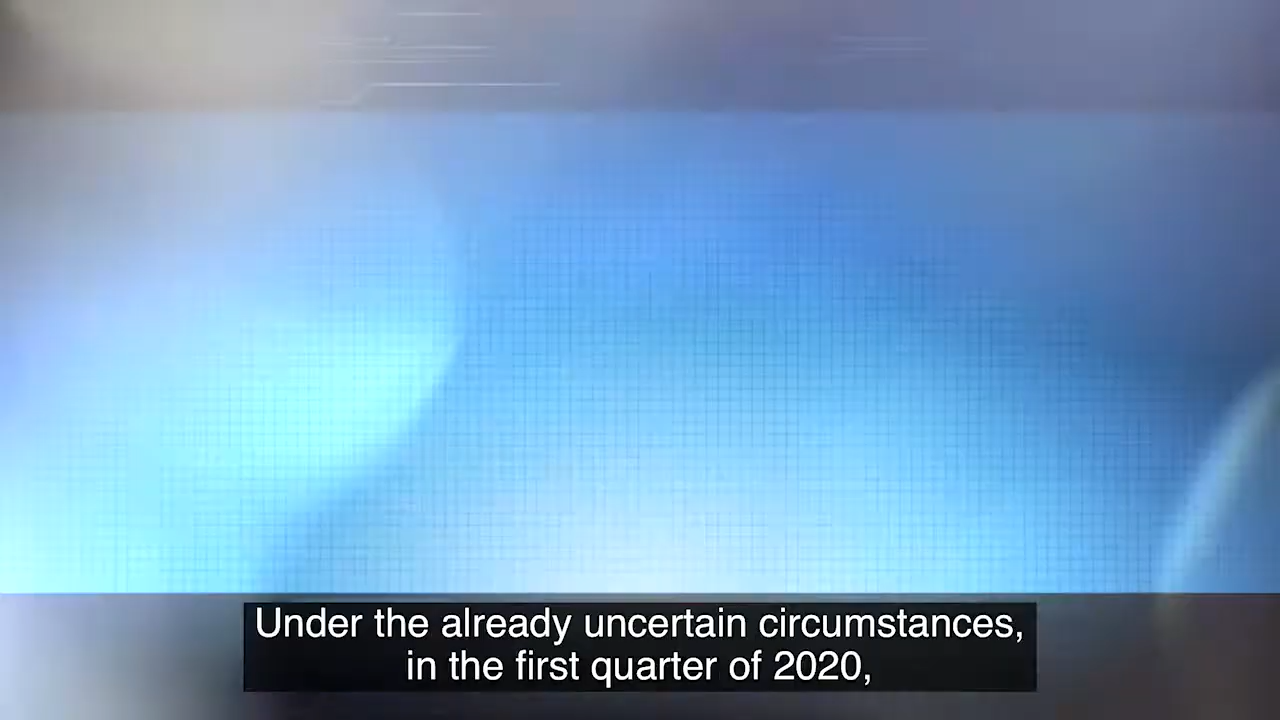 Under the already uncertain circumstances,
in the first quarter of 2020,